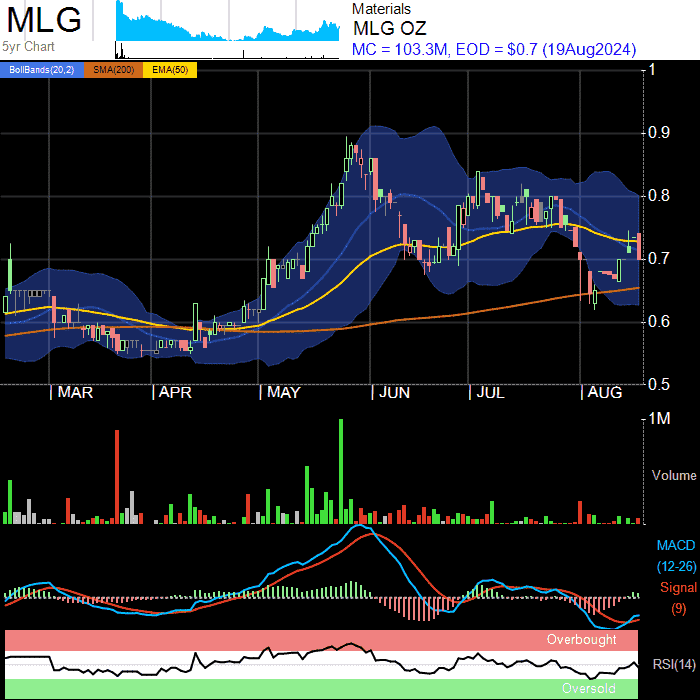 MLG
5yr Chart
Materials
MLG OZ
MC = 103.3M, EOD = $0.7 (19Aug2024)
BollBands(20,2) SMA(200) EMA(50)
1
0.9
0.8
0.7
0.6
0.5
MAR APR MAY JUN JUL AUG
1M
Volume
MACD
(12-26)
Signal
(9)
Overbought
RSI(14)
Oversold